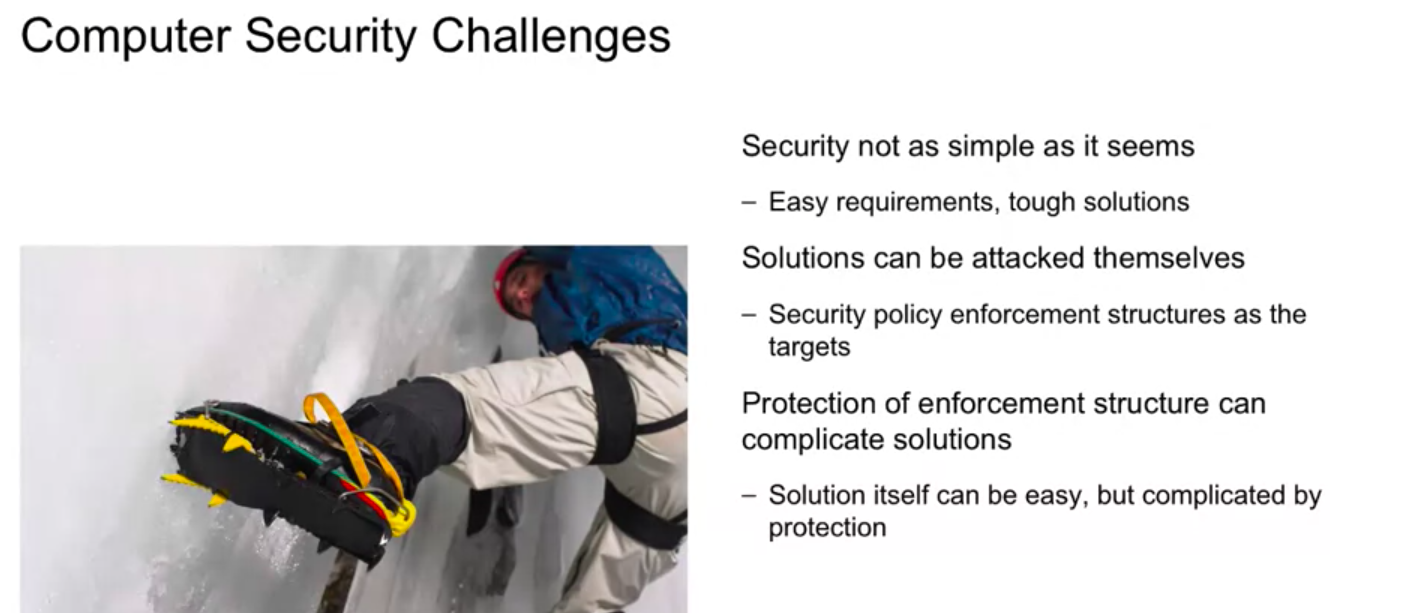 Computer Security Challenges
Security not as simple as it seems
– Easy requirements, tough solutions
Solutions can be attacked themselves
– Security policy enforcement structures as the
targets
Protection of enforcement structure can
complicate solutions
– Solution itself can be easy, but complicated by
protection